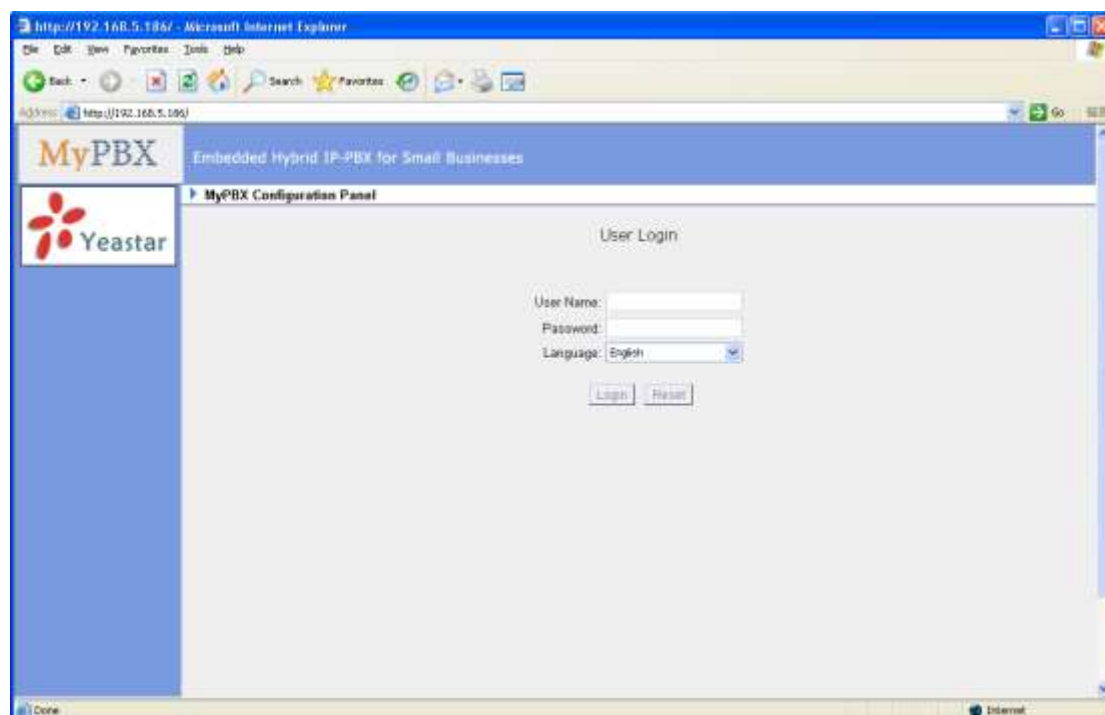 http://192.168.5.186/ - Microsoft Internet Explorer
File Edit View Favorites Tools Help
Back Search Favorites
Address http://192.168.5.186/ Go
MyPBX
Embedded Hybrid IP-PBX for Small Businesses
MyPBX Configuration Panel
Yeastar
User Login
User Name:
Password:
Language: English
Login Reset
Done Internet